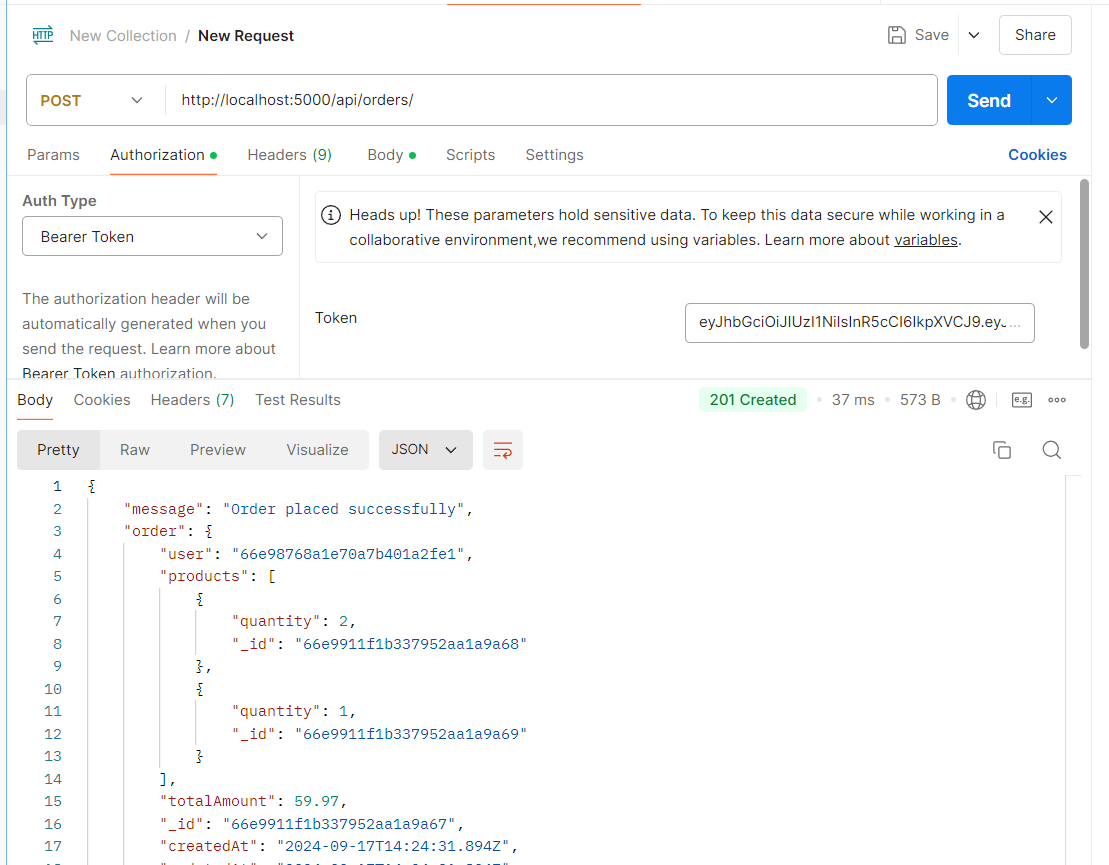 HTTP New Collection / New Request Save Share
POST http://localhost:5000/api/orders/ Send
Params Authorization Headers (9) Body Scripts Settings Cookies
Auth Type
Bearer Token
The authorization header will be
automatically generated when you
send the request. Learn more about
Bearer Token authorization.
Heads up! These parameters hold sensitive data. To keep this data secure while working in a
collaborative environment,we recommend using variables. Learn more about variables.
Token eyJhbGciOiJIUzI1NiIsInR5cCI6IkpXVCJ9.eyJ...
Body Cookies Headers (7) Test Results 201 Created 37 ms 573 B e.g.
Pretty Raw Preview Visualize JSON
1 {
2 "message": "Order placed successfully",
3 "order": {
4 "user": "66e98768a1e70a7b401a2fe1",
5 "products": [
6 {
7 "quantity": 2,
8 "_id": "66e9911f1b337952aa1a9a68"
9 },
10 {
11 "quantity": 1,
12 "_id": "66e9911f1b337952aa1a9a69"
13 }
14 ],
15 "totalAmount": 59.97,
16 "_id": "66e9911f1b337952aa1a9a67",
17 "createdAt": "2024-09-17T14:24:31.894Z",